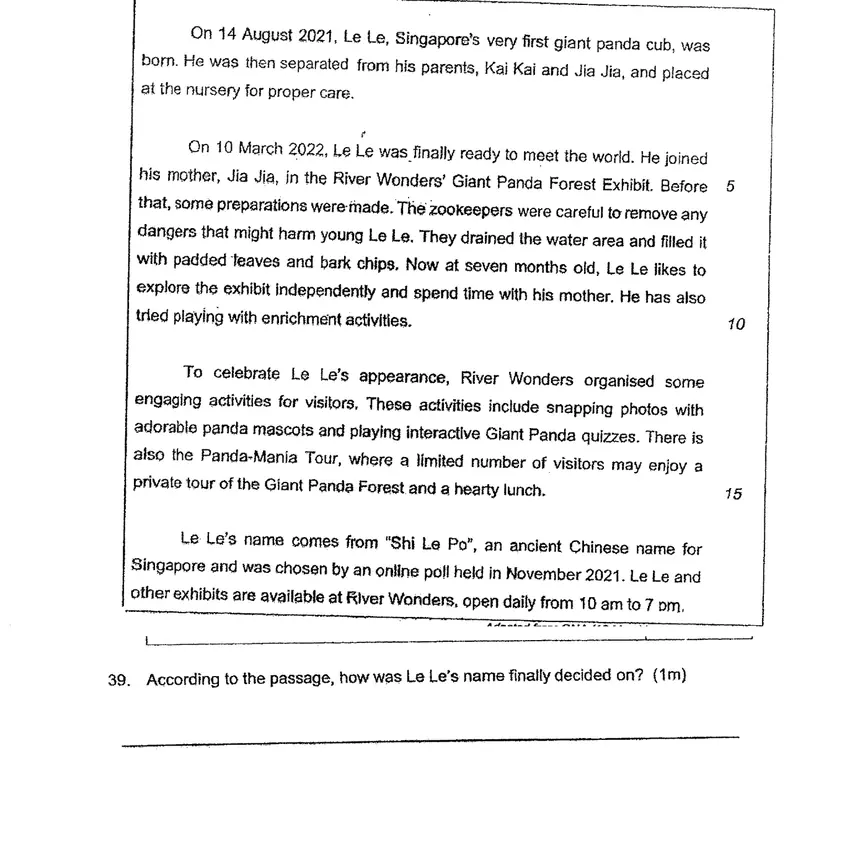 On 14 August 2021, Le Le, Singapore's very first giant panda cub, was
born. He was then separated from his parents, Kai Kai and Jia Jia, and placed
at the nursery for proper care.
On 10 March 2022, Le Le was finally ready to meet the world. He joined
his mother, Jia Jia, in the River Wonders' Giant Panda Forest Exhibit. Before 5
that, some preparations were made. The zookeepers were careful to remove any
dangers that might harm young Le Le. They drained the water area and filled it
with padded leaves and bark chips. Now at seven months old, Le Le likes to
explore the exhibit independently and spend time with his mother. He has also
tried playing with enrichment activities. 10
To celebrate Le Le's appearance, River Wonders organised some
engaging activities for visitors. These activities include snapping photos with
adorable panda mascots and playing interactive Giant Panda quizzes. There is
also the Panda-Mania Tour, where a limited number of visitors may enjoy a
private tour of the Giant Panda Forest and a hearty lunch. 15
Le Le's name comes from "Shi Le Po", an ancient Chinese name for
Singapore and was chosen by an online poll held in November 2021. Le Le and
other exhibits are available at River Wonders, open daily from 10 am to 7 pm.
39. According to the passage, how was Le Le's name finally decided on? (1m)